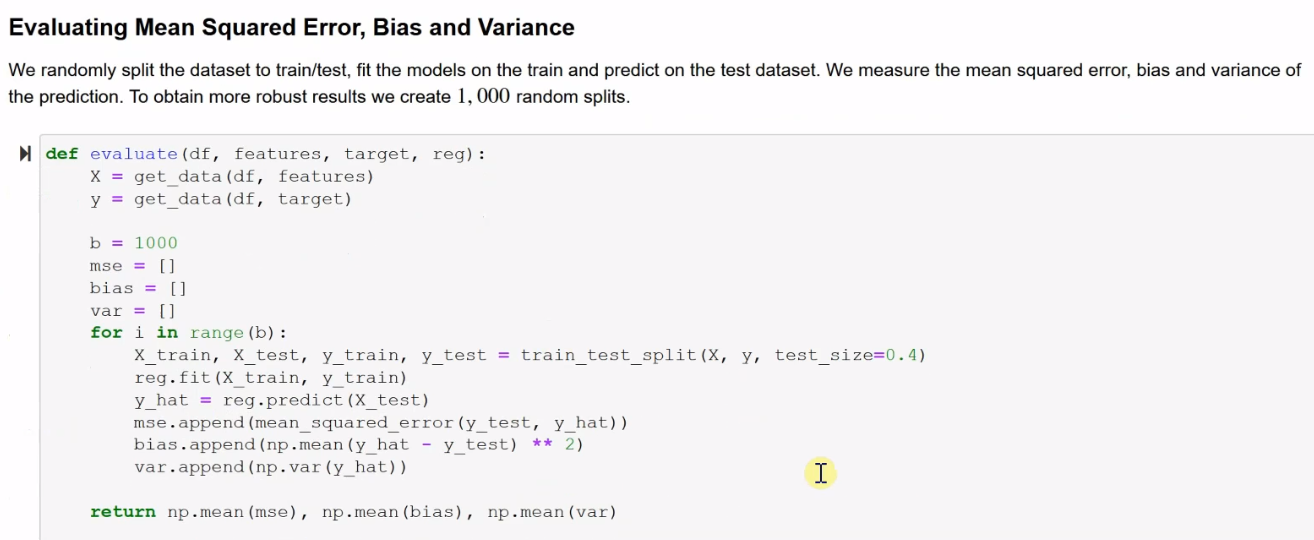 Evaluating Mean Squared Error, Bias and Variance
We randomly split the dataset to train/test, fit the models on the train and predict on the test dataset. We measure the mean squared error, bias and variance of
the prediction. To obtain more robust results we create 1, 000 random splits.
def evaluate(df, features, target, reg):
    X = get_data(df, features)
    y = get_data(df, target)
    b = 1000
    mse = []
    bias = []
    var = []
    for i in range(b):
        X_train, X_test, y_train, y_test = train_test_split(X, y, test_size=0.4)
        reg.fit(X_train, y_train)
        y_hat = reg.predict(X_test)
        mse.append(mean_squared_error(y_test, y_hat))
        bias.append(np.mean(y_hat - y_test) ** 2)
        var.append(np.var(y_hat))
    return np.mean(mse), np.mean(bias), np.mean(var)